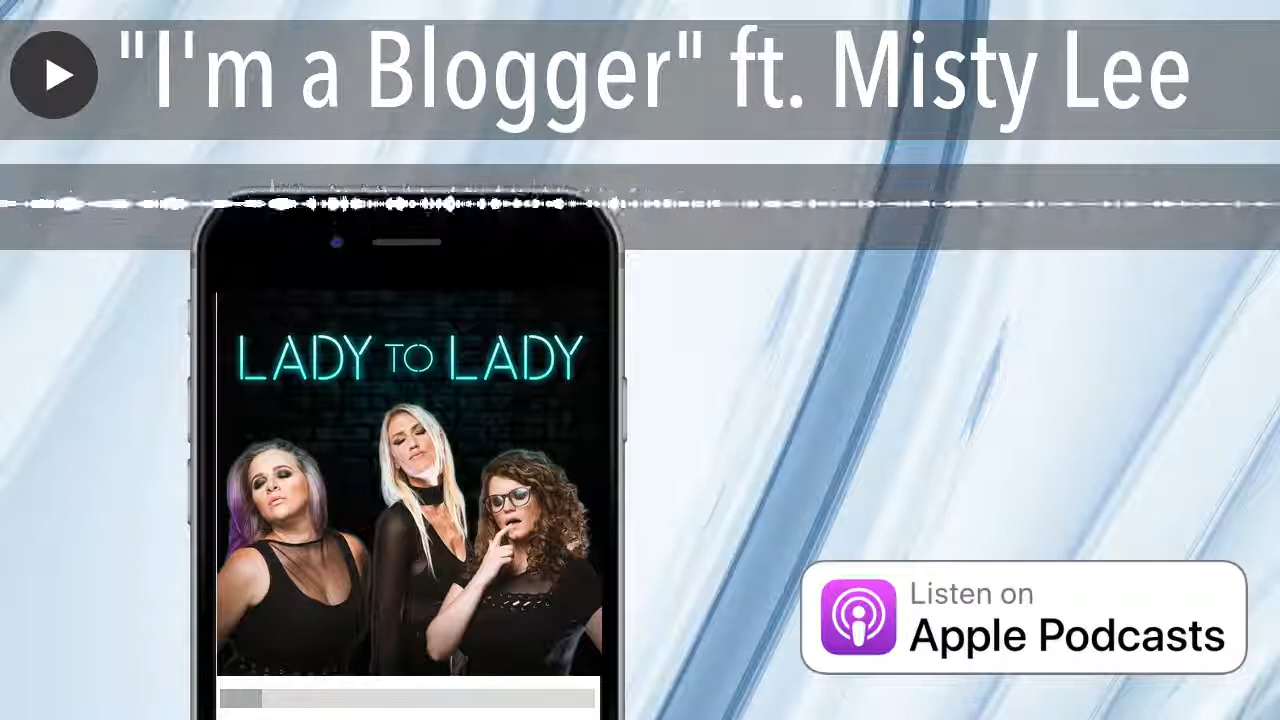 "I'm a Blogger" ft. Misty Lee
LADY TO LADY
Listen on
Apple Podcasts